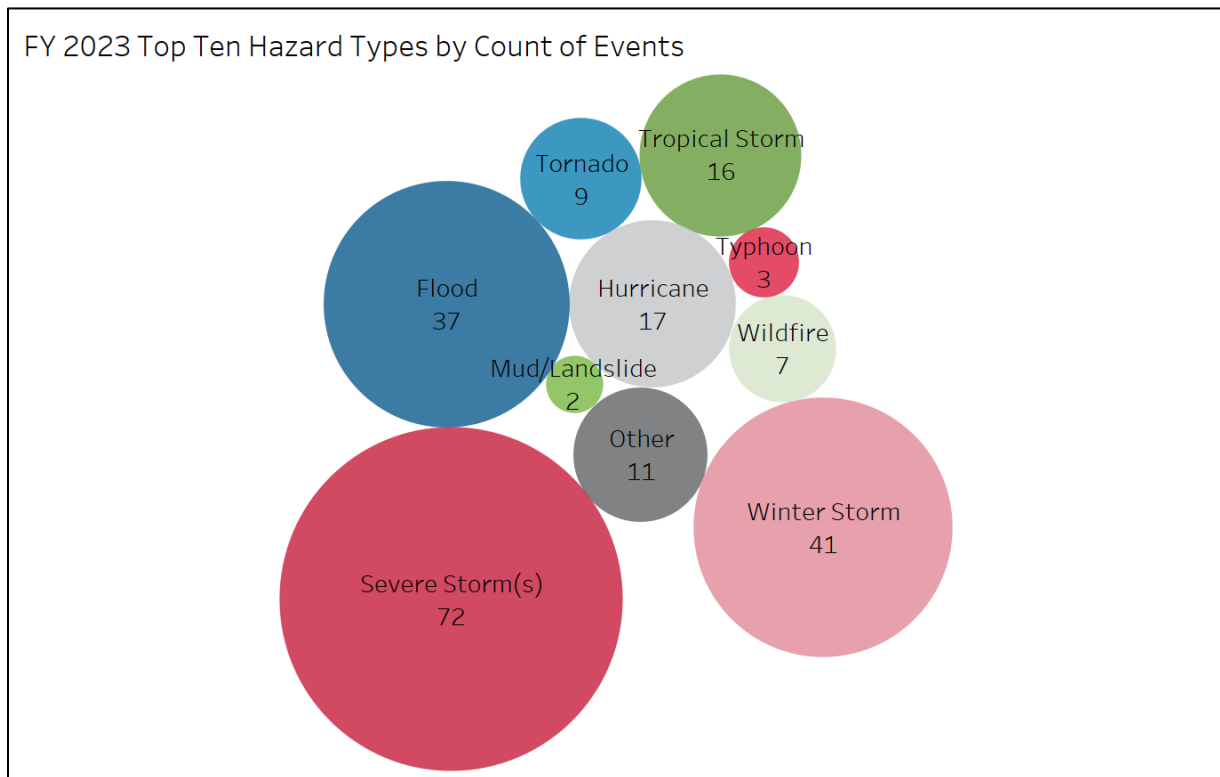 FY 2023 Top Ten Hazard Types by Count of Events
Tropical Storm
16
Tornado
9
Typhoon
3
Flood
37
Hurricane
17
Wildfire
7
Mud/Landslide
2
Other
11
Winter Storm
41
Severe Storm(s)
72